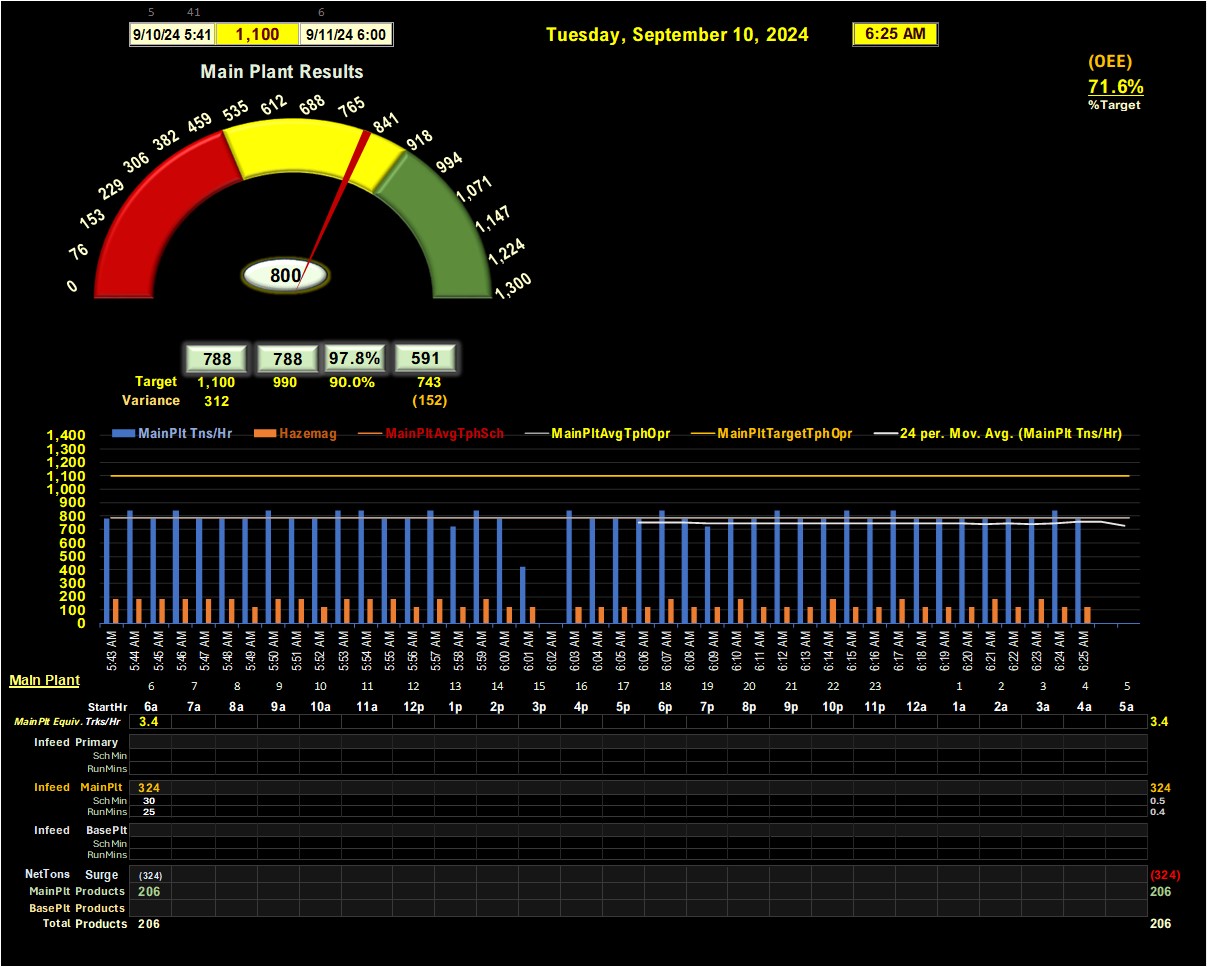 5 41 6
9/10/24 5:41 1,100 9/11/24 6:00
Tuesday, September 10, 2024
6:25 AM
(OEE)
71.6%
%Target
Main Plant Results
0 76 153 229 306 382 459 535 612 688 765 841 918 994 1,071 1,147 1,224 1,300
800
788 788 97.8% 591
Target 1,100 990 90.0% 743
Variance 312 (152)
MainPlt Tns/Hr Hazemag MainPltAvgTphSch MainPltAvgTphOpr MainPltTargetTphOpr 24 per. Mov. Avg. (MainPlt Tns/Hr)
1,400
1,300
1,200
1,100
1,000
900
800
700
600
500
400
300
200
100
0
5:43 AM 5:44 AM 5:45 AM 5:46 AM 5:47 AM 5:48 AM 5:49 AM 5:50 AM 5:51 AM 5:52 AM 5:53 AM 5:54 AM 5:55 AM 5:56 AM 5:57 AM 5:58 AM 5:59 AM 6:00 AM 6:01 AM 6:02 AM 6:03 AM 6:04 AM 6:05 AM 6:06 AM 6:07 AM 6:08 AM 6:09 AM 6:10 AM 6:11 AM 6:12 AM 6:13 AM 6:14 AM 6:15 AM 6:16 AM 6:17 AM 6:18 AM 6:19 AM 6:20 AM 6:21 AM 6:22 AM 6:23 AM 6:24 AM 6:25 AM
Main Plant
6 7 8 9 10 11 12 13 14 15 16 17 18 19 20 21 22 23 1 2 3 4 5
StartHr 6a 7a 8a 9a 10a 11a 12p 1p 2p 3p 4p 5p 6p 7p 8p 9p 10p 11p 12a 1a 2a 3a 4a 5a
MainPlt Equiv. Trks/Hr 3.4 3.4
Infeed Primary
Sch Min
RunMins
Infeed MainPlt 324 324
Sch Min 30 0.5
RunMins 25 0.4
Infeed BasePlt
Sch Min
RunMins
NetTons Surge (324) (324)
MainPlt Products 206 206
BasePlt Products
Total Products 206 206